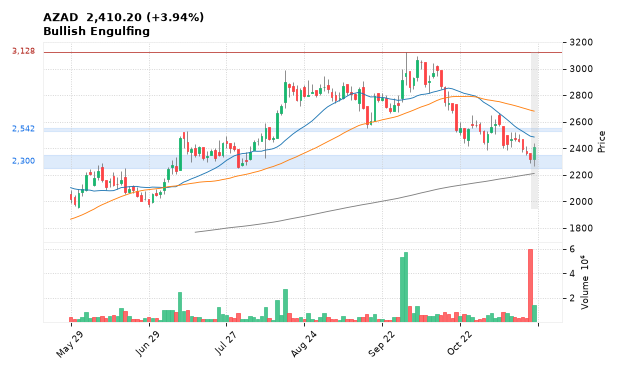 AZAD  2,410.20 (+3.94%)
Bullish Engulfing
3,128
2,542
2,300
3200
3000
2800
2600
2400
2200
2000
1800
Price
6
4
2
Volume 10^6
May 29
Jun 29
Jul 27
Aug 24
Sep 22
Oct 22